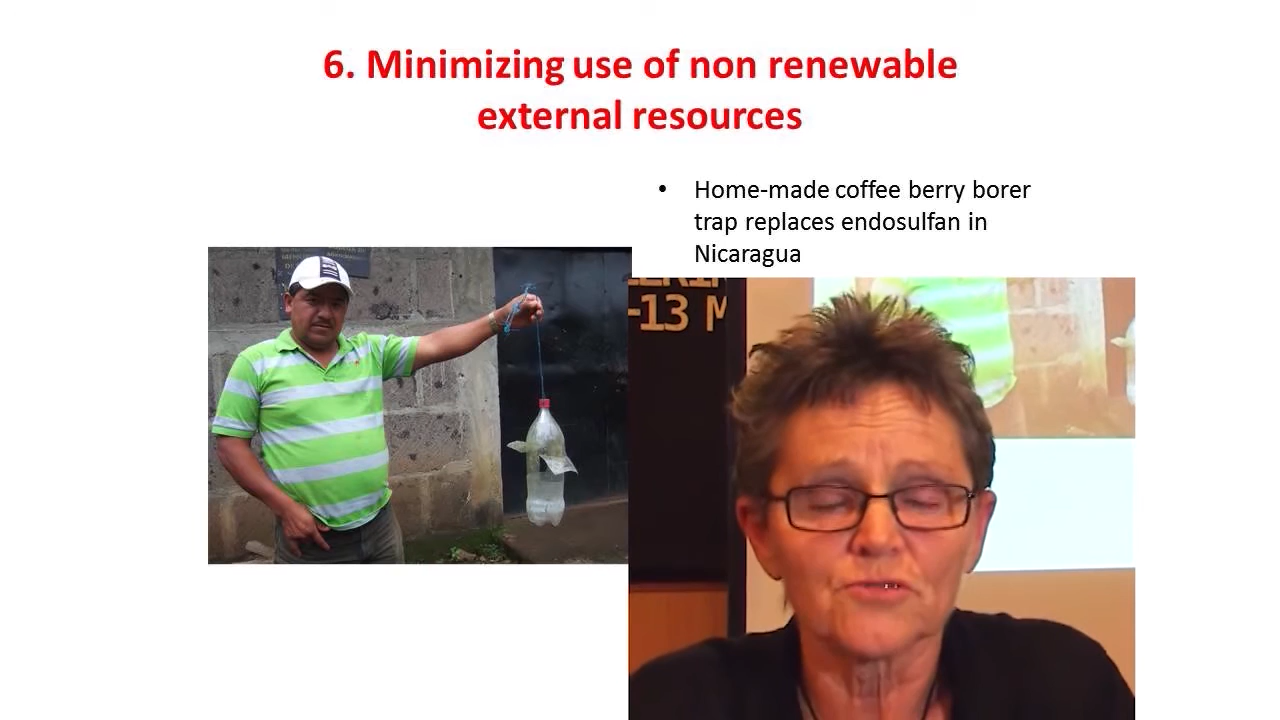 6. Minimizing use of non renewable
external resources
• Home-made coffee berry borer
trap replaces endosulfan in
Nicaragua
-13 M